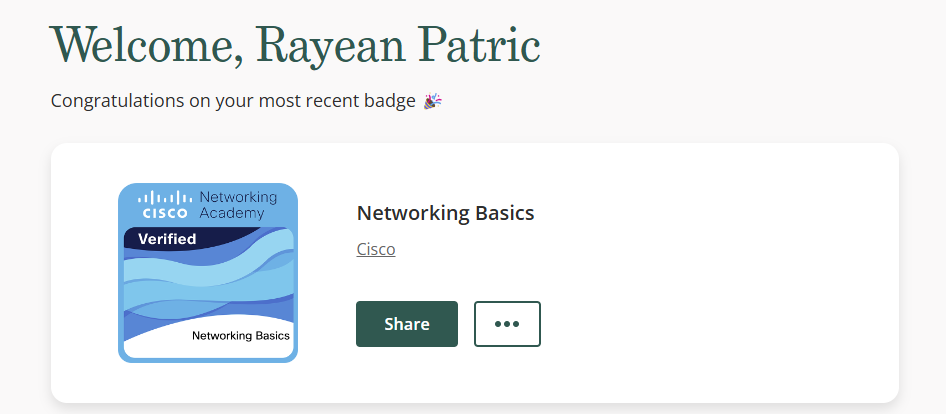 Welcome, Rayean Patric
Congratulations on your most recent badge 🎉
CISCO
Networking
Academy
Verified
Networking Basics
Networking Basics
Cisco
Share
•••